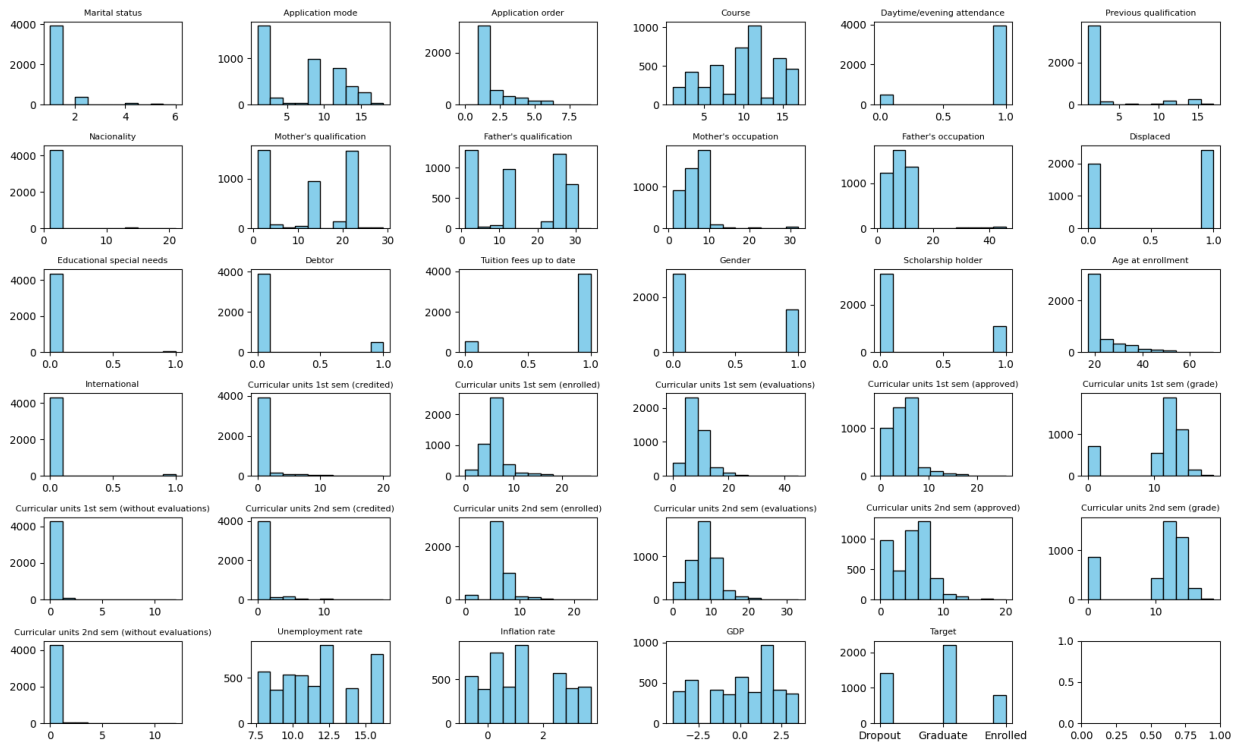 Marital status
4000
2000
0
2 4 6
Application mode
1000
0
5 10 15
Application order
2000
0
0.0 2.5 5.0 7.5
Course
1000
500
0
5 10 15
Daytime/evening attendance
4000
2000
0
0.0 0.5 1.0
Previous qualification
2000
0
5 10 15
Nacionality
4000
2000
0
0 10 20
Mother's qualification
1000
0
0 10 20 30
Father's qualification
1000
500
0
0 10 20 30
Mother's occupation
1000
0
0 10 20 30
Father's occupation
1000
0
0 20 40
Displaced
2000
1000
0
0.0 0.5 1.0
Educational special needs
4000
2000
0
0.0 0.5 1.0
Debtor
4000
2000
0
0.0 0.5 1.0
Tuition fees up to date
4000
2000
0
0.0 0.5 1.0
Gender
2000
0
0.0 0.5 1.0
Scholarship holder
2000
0
0.0 0.5 1.0
Age at enrollment
2000
0
20 40 60
International
4000
2000
0
0.0 0.5 1.0
Curricular units 1st sem (credited)
4000
2000
0
0 10 20
Curricular units 1st sem (enrolled)
2000
0
0 10 20
Curricular units 1st sem (evaluations)
2000
1000
0
0 20 40
Curricular units 1st sem (approved)
1000
0
0 10 20
Curricular units 1st sem (grade)
1000
0
0 10
Curricular units 1st sem (without evaluations)
4000
2000
0
0 5 10
Curricular units 2nd sem (credited)
4000
2000
0
0 10
Curricular units 2nd sem (enrolled)
2000
0
0 10 20
Curricular units 2nd sem (evaluations)
1000
0
0 10 20 30
Curricular units 2nd sem (approved)
1000
500
0
0 10 20
Curricular units 2nd sem (grade)
1000
0
0 10
Curricular units 2nd sem (without evaluations)
4000
2000
0
0 5 10
Unemployment rate
500
0
7.5 10.0 12.5 15.0
Inflation rate
500
0
0 2
GDP
1000
500
0
−2.5 0.0 2.5
Target
2000
1000
0
Dropout Graduate Enrolled
1.0
0.5
0.0
0.00 0.25 0.50 0.75 1.00